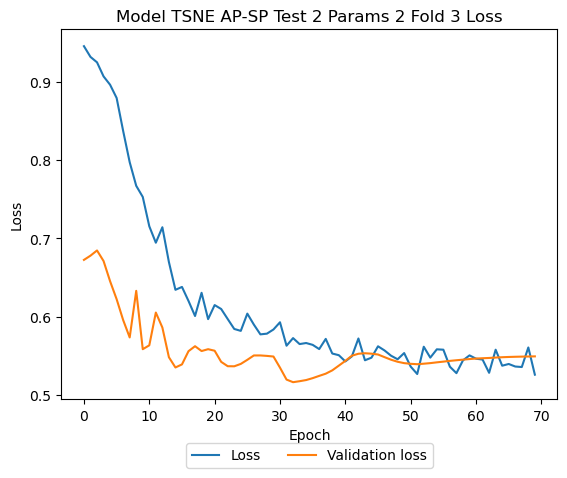 Model TSNE AP-SP Test 2 Params 2 Fold 3 Loss
0.9
0.8
0.7
0.6
0.5
Loss
0 10 20 30 40 50 60 70
Epoch
Loss Validation loss